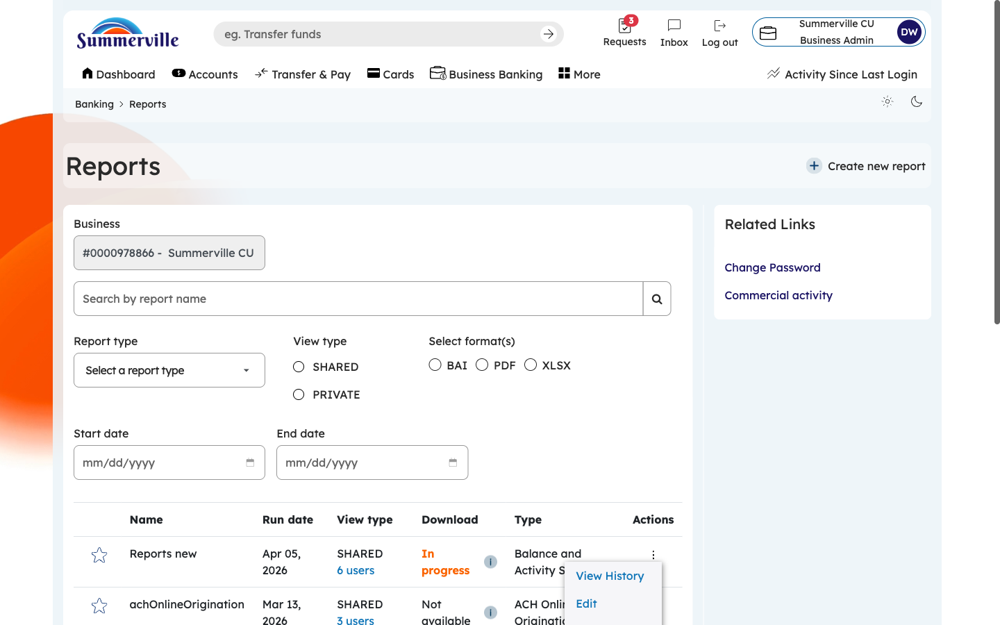 Summerville
eg. Transfer funds
3
Requests
Inbox
Log out
Summerville CU
Business Admin
DW
Dashboard
Accounts
Transfer & Pay
Cards
Business Banking
More
Activity Since Last Login
Banking > Reports
Reports
Create new report
Business
#0000978866 - Summerville CU
Search by report name
Report type
Select a report type
View type
SHARED
PRIVATE
Select format(s)
BAI
PDF
XLSX
Start date
mm/dd/yyyy
End date
mm/dd/yyyy
Related Links
Change Password
Commercial activity
Name
Run date
View type
Download
Type
Actions
Reports new
Apr 05,
2026
SHARED
6 users
In
progress
Balance and
Activity S
View History
Edit
achOnlineOrigination
Mar 13,
2026
SHARED
3 users
Not
available
ACH Onli
Originati